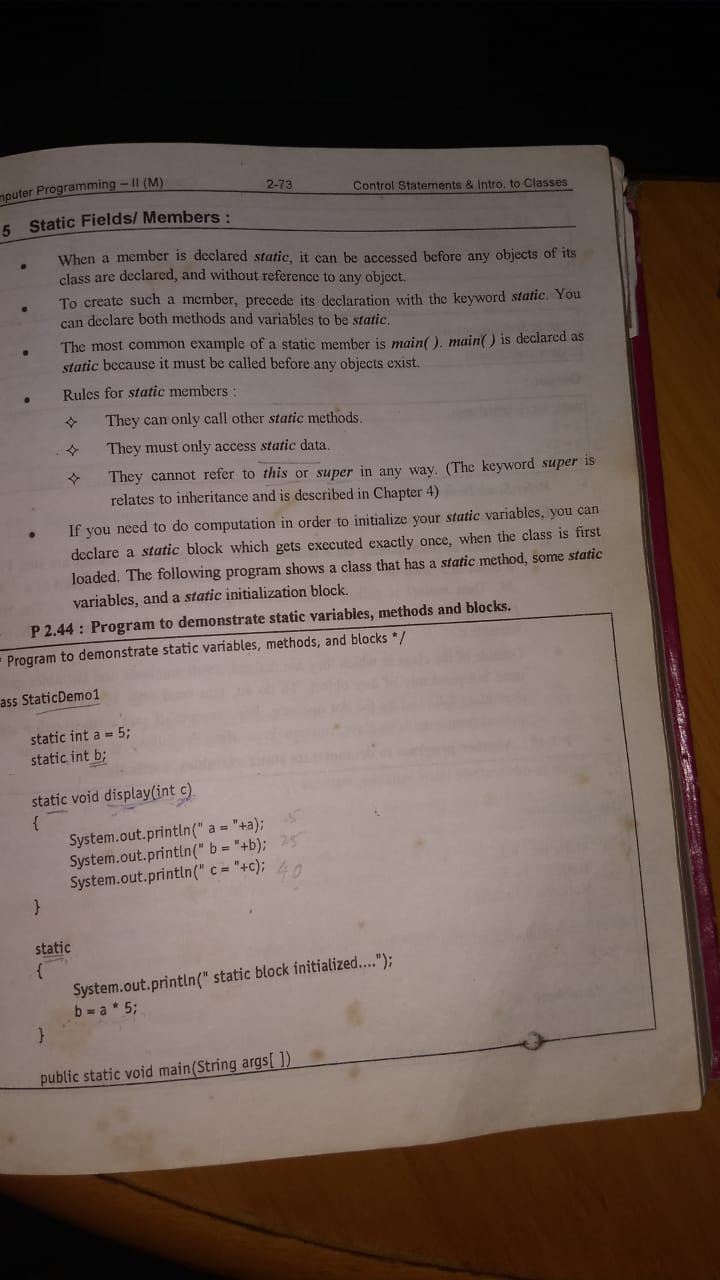 mputer Programming – II (M) 2-73 Control Statements & Intro. to Classes
5 Static Fields/ Members :
• When a member is declared static, it can be accessed before any objects of its
class are declared, and without reference to any object.
• To create such a member, precede its declaration with the keyword static. You
can declare both methods and variables to be static.
• The most common example of a static member is main( ). main( ) is declared as
static because it must be called before any objects exist.
• Rules for static members :
✧ They can only call other static methods.
✧ They must only access static data.
✧ They cannot refer to this or super in any way. (The keyword super is
relates to inheritance and is described in Chapter 4)
• If you need to do computation in order to initialize your static variables, you can
declare a static block which gets executed exactly once, when the class is first
loaded. The following program shows a class that has a static method, some static
variables, and a static initialization block.
P 2.44 : Program to demonstrate static variables, methods and blocks.
* Program to demonstrate static variables, methods, and blocks */
ass StaticDemo1
static int a = 5;
static int b;
static void display(int c)
{
System.out.println(" a = "+a); 5
System.out.println(" b = "+b); 25
System.out.println(" c = "+c); 40
}
static
{
System.out.println(" static block initialized....");
b = a * 5;
}
public static void main(String args[ ])